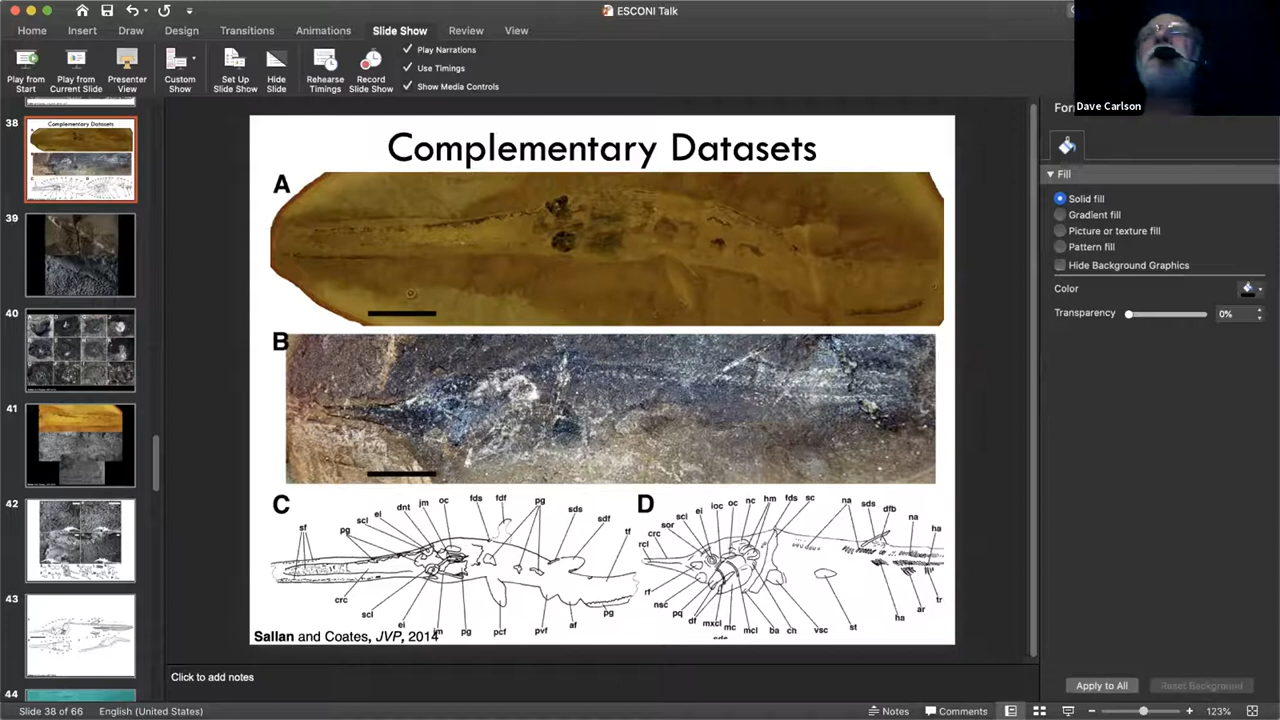 ESCONI Talk
Home Insert Draw Design Transitions Animations Slide Show Review View
Play from Start
Play from Current Slide
Presenter View
Custom Show
Set Up Slide Show
Hide Slide
Rehearse Timings
Record Slide Show
Play Narrations
Use Timings
Show Media Controls
Dave Carlson
38
Complementary Datasets
39
40
41
42
43
44
Complementary Datasets
A
B
C
sf
pg
scl
ei
dnt
jm
oc
fds
fdf
pg
sds
sdf
tf
crc
scl
ei
jm
pg
pcf
pvf
af
pg
D
rcl
crc
sor
scl
ei
ioc
oc
nc
hm
fds
sc
na
sds
dfb
na
ha
rf
nsc
pq
df
mxcl
mc
mcl
ba
ch
vsc
st
ha
ar
tr
Sallan and Coates, JVP, 2014
Click to add notes
For
Fill
Solid fill
Gradient fill
Picture or texture fill
Pattern fill
Hide Background Graphics
Color
Transparency 0%
Apply to All Reset Background
Slide 38 of 66 English (United States) Notes Comments 123%